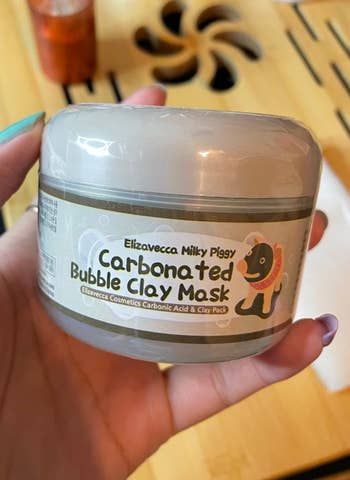 Elizavecca Milky Piggy
Carbonated
Bubble Clay Mask
Elizavecca Cosmetics Carbonic Acid & Clay Pack